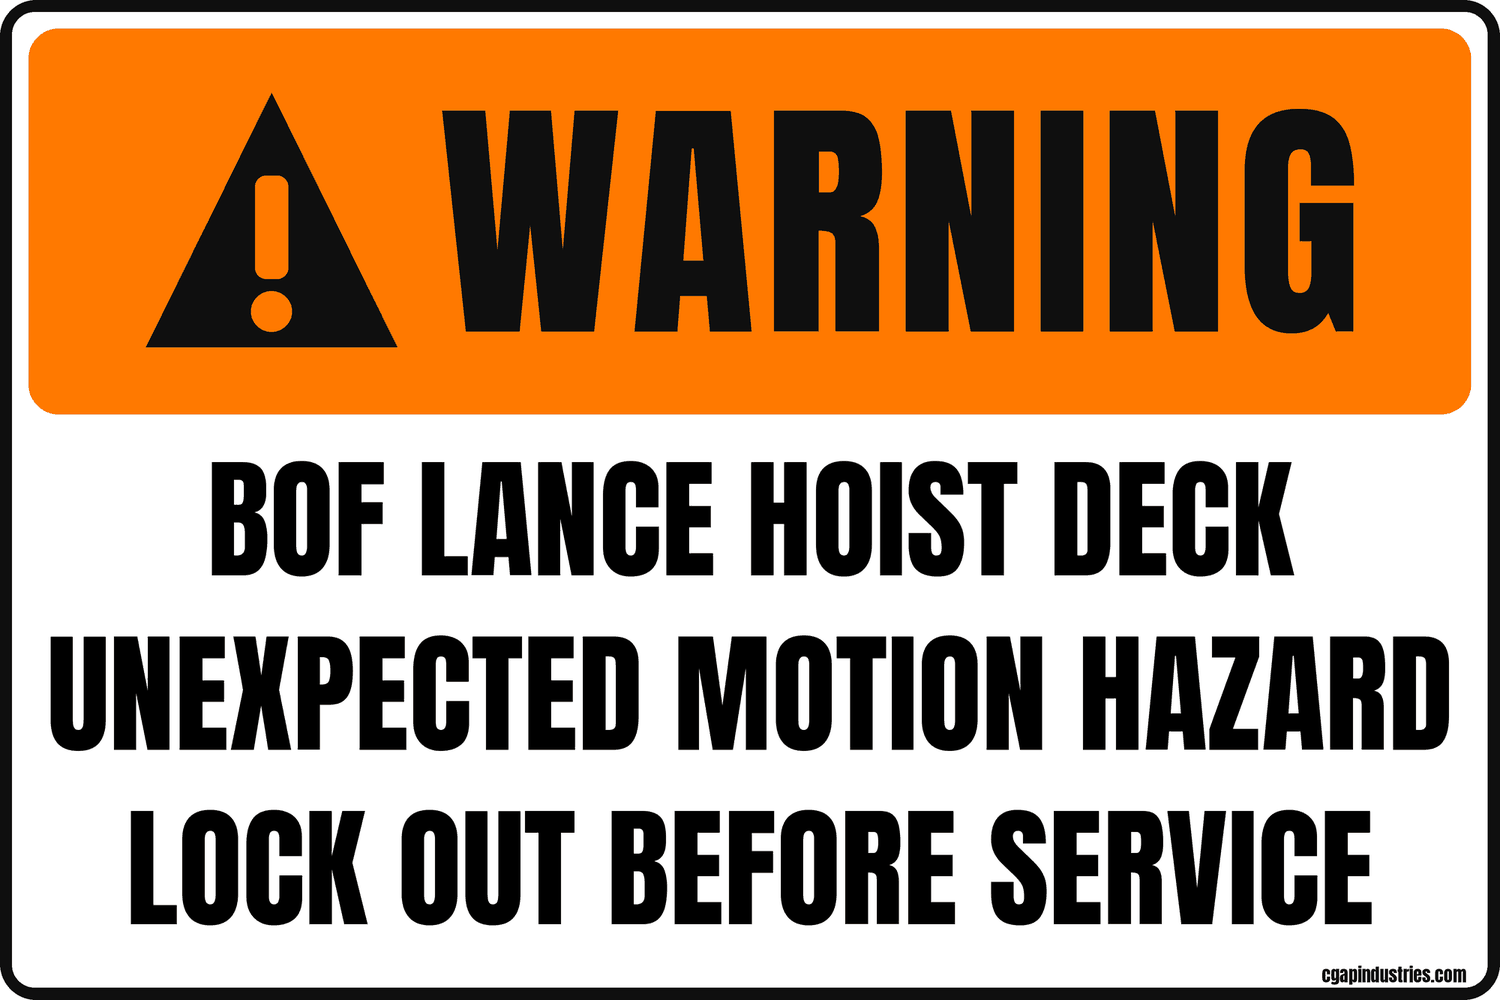 WARNING
BOF LANCE HOIST DECK
UNEXPECTED MOTION HAZARD
LOCK OUT BEFORE SERVICE
cgapindustries.com